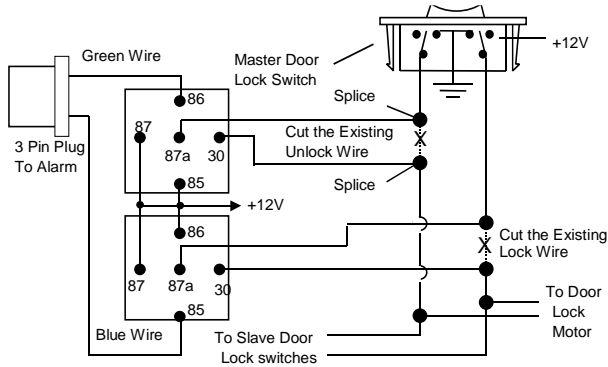 Green Wire
Master Door
Lock Switch
+12V
86
Splice
3 Pin Plug
To Alarm
87
87a
30
Cut the Existing
Unlock Wire
X
85
Splice
+12V
86
Cut the Existing
Lock Wire
X
87
87a
30
85
Blue Wire
To Slave Door
Lock switches
To Door
Lock
Motor